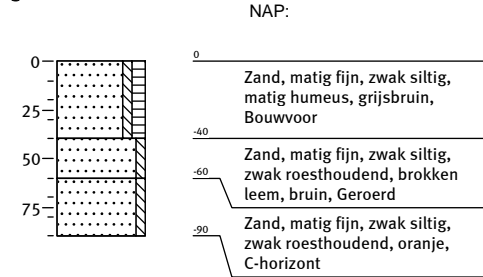 NAP:
0
0
Zand, matig fijn, zwak siltig,
matig humeus, grijsbruin,
Bouwvoor
25
-40
50
Zand, matig fijn, zwak siltig,
zwak roesthoudend, brokken
leem, bruin, Geroerd
-60
75
Zand, matig fijn, zwak siltig,
zwak roesthoudend, oranje,
C-horizont
-90